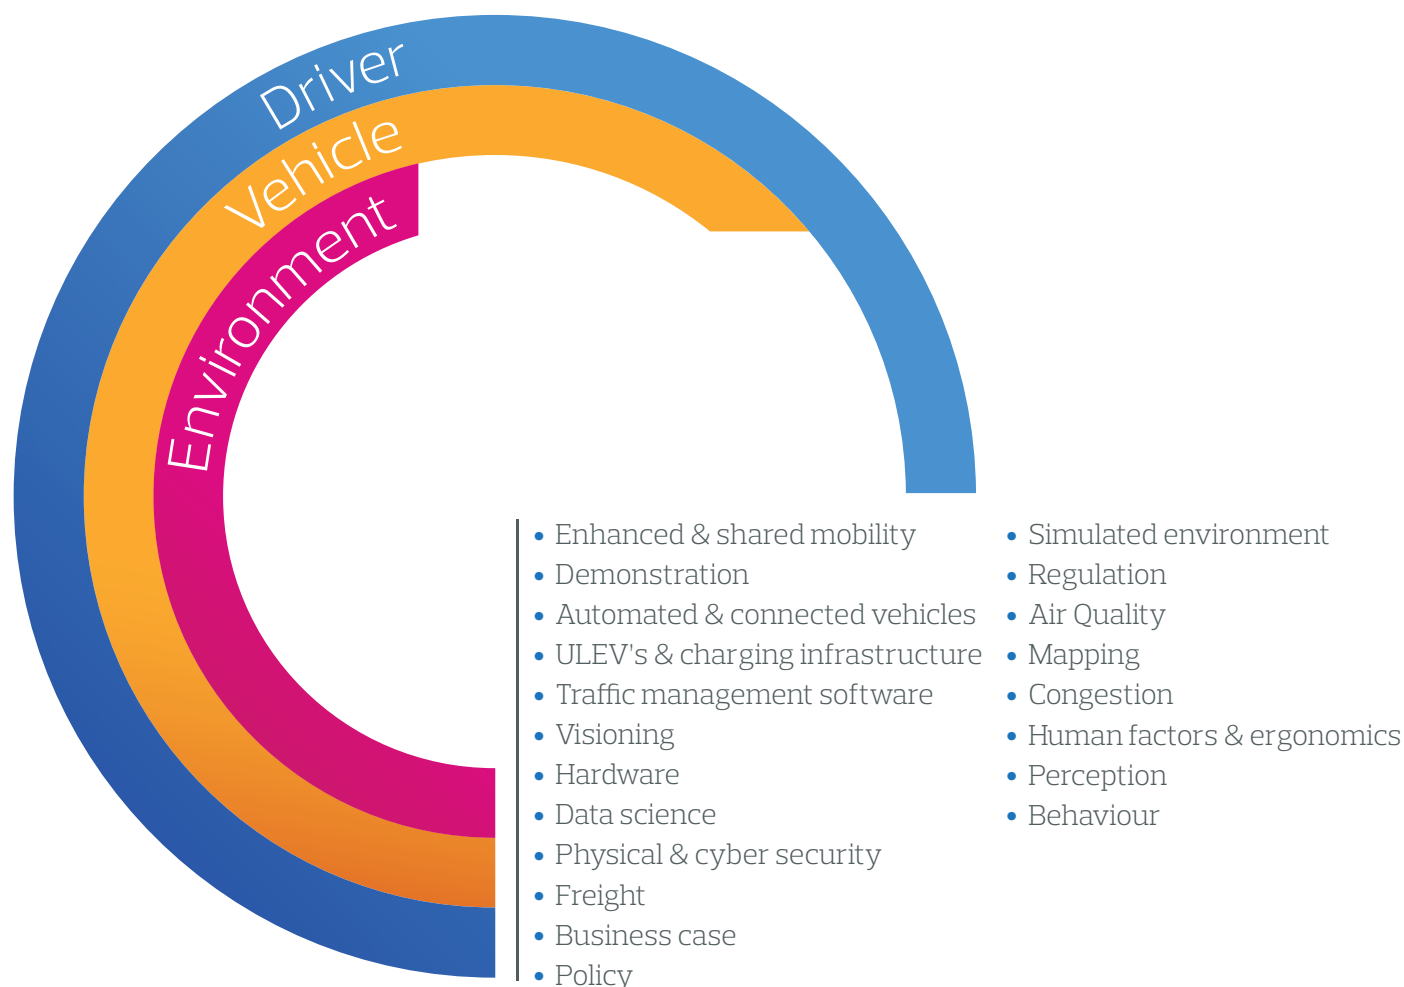 Driver
Vehicle
Environment
• Enhanced & shared mobility
• Demonstration
• Automated & connected vehicles
• ULEV's & charging infrastructure
• Traffic management software
• Visioning
• Hardware
• Data science
• Physical & cyber security
• Freight
• Business case
• Policy
• Simulated environment
• Regulation
• Air Quality
• Mapping
• Congestion
• Human factors & ergonomics
• Perception
• Behaviour